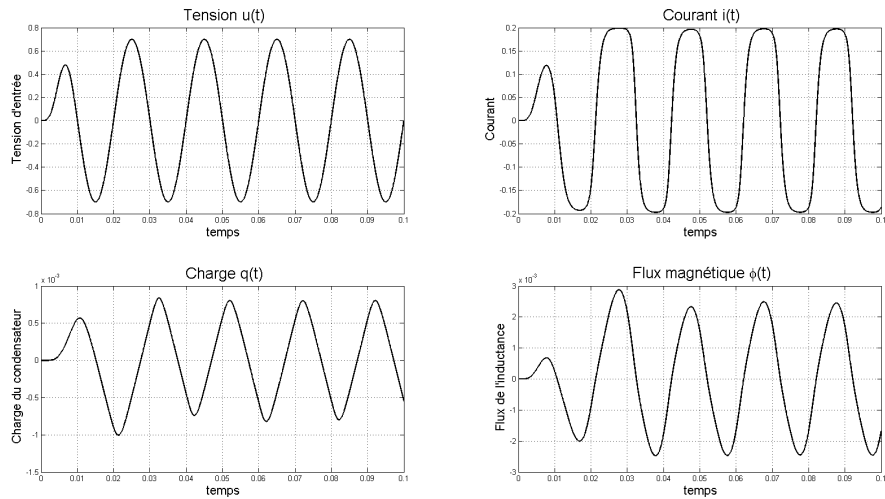 Tension u(t)
Tension d'entrée
0.8
0.6
0.4
0.2
0
-0.2
-0.4
-0.6
-0.8
0 0.01 0.02 0.03 0.04 0.05 0.06 0.07 0.08 0.09 0.1
temps
Courant i(t)
Courant
0.2
0.15
0.1
0.05
0
-0.05
-0.1
-0.15
-0.2
0 0.01 0.02 0.03 0.04 0.05 0.06 0.07 0.08 0.09 0.1
temps
Charge q(t)
x 10⁻³
Charge du condensateur
1
0.5
0
-0.5
-1
-1.5
0 0.01 0.02 0.03 0.04 0.05 0.06 0.07 0.08 0.09 0.1
temps
Flux magnétique ϕ(t)
x 10⁻³
Flux de l'inductance
3
2
1
0
-1
-2
-3
0 0.01 0.02 0.03 0.04 0.05 0.06 0.07 0.08 0.09 0.1
temps